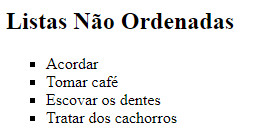 Listas Não Ordenadas
Acordar
Tomar café
Escovar os dentes
Tratar dos cachorros